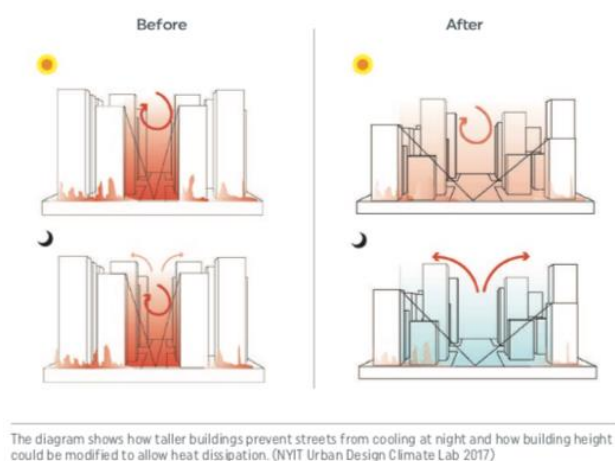 Before
After
The diagram shows how taller buildings prevent streets from cooling at night and how building height
could be modified to allow heat dissipation. (NYIT Urban Design Climate Lab 2017)